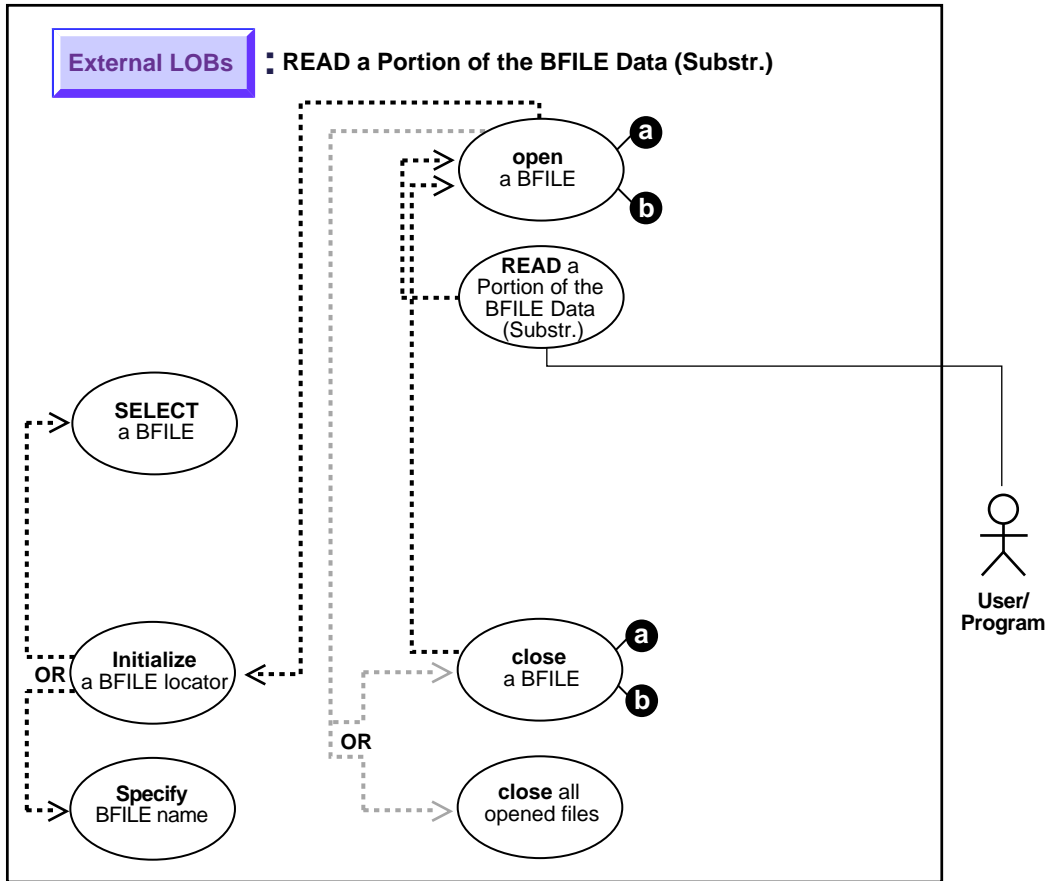 External LOBs : READ a Portion of the BFILE Data (Substr.)
open
a BFILE
a
b
READ a
Portion of the
BFILE Data
(Substr.)
SELECT
a BFILE
User/
Program
OR
Initialize
a BFILE locator
close
a BFILE
a
b
OR
Specify
BFILE name
close all
opened files